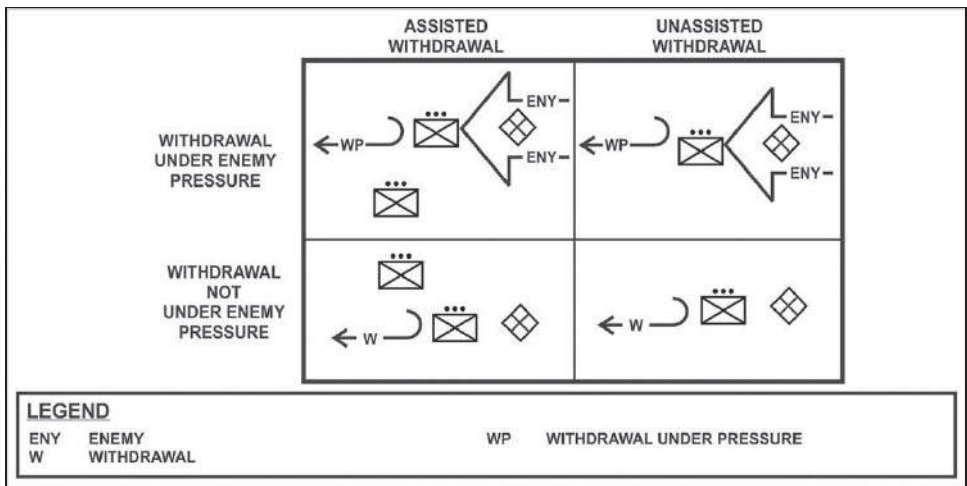 ASSISTED
WITHDRAWAL
UNASSISTED
WITHDRAWAL
WITHDRAWAL
UNDER ENEMY
PRESSURE
ENY
WP
ENY
ENY
WP
ENY
WITHDRAWAL
NOT
UNDER ENEMY
PRESSURE
W
W
LEGEND
ENY ENEMY
WP WITHDRAWAL UNDER PRESSURE
W WITHDRAWAL